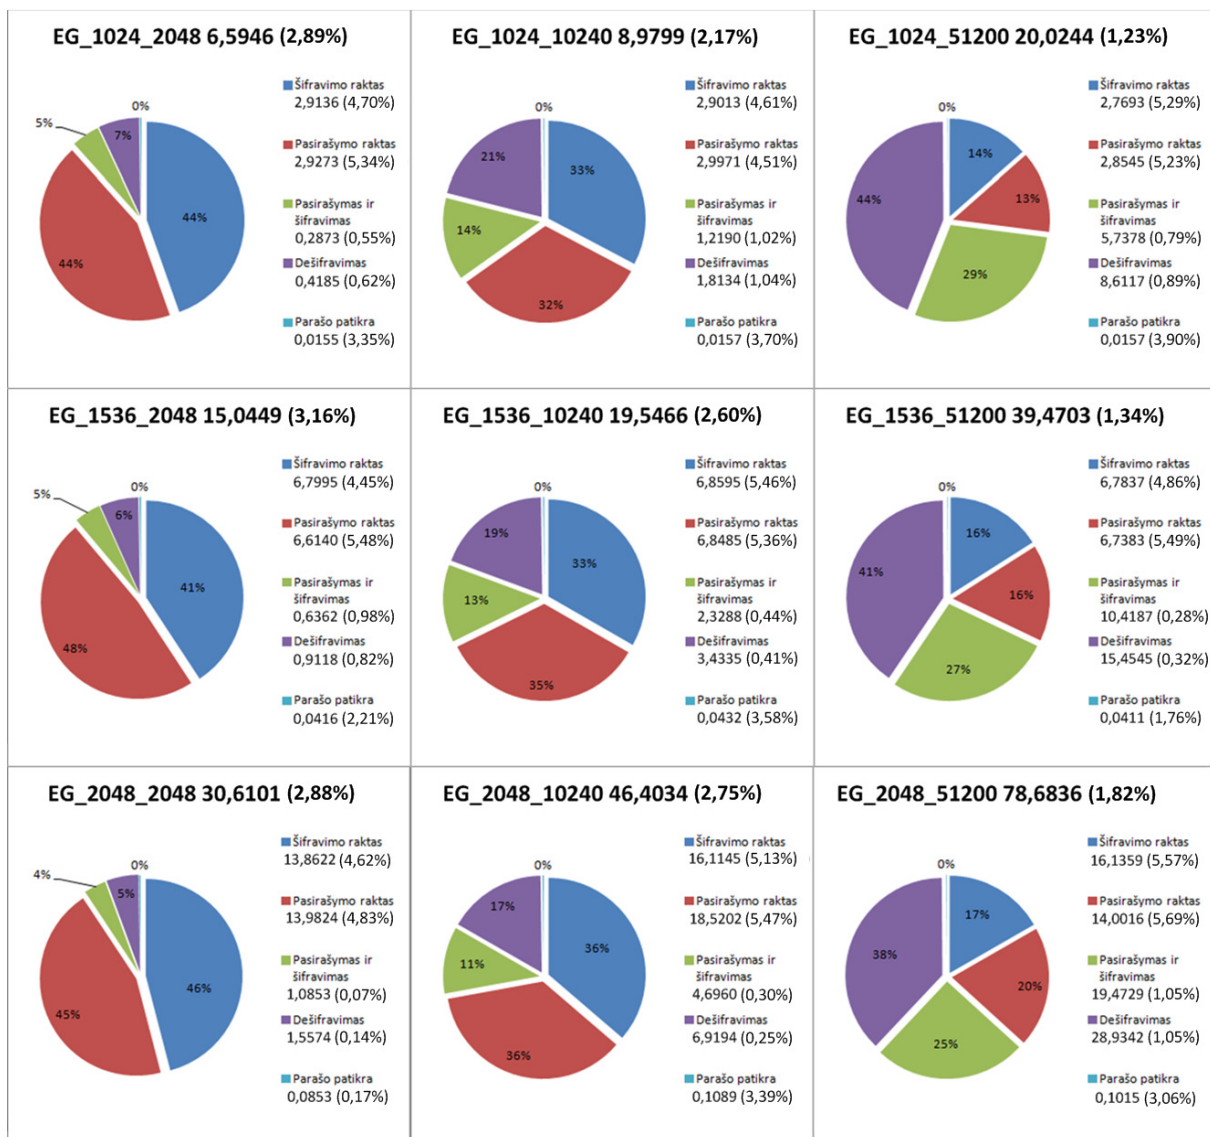 EG_1024_2048 6,5946 (2,89%)
0%
5%
7%
44%
44%
Šifravimo raktas
2,9136 (4,70%)
Pasirašymo raktas
2,9273 (5,34%)
Pasirašymas ir
šifravimas
0,2873 (0,55%)
Dešifravimas
0,4185 (0,62%)
Parašo patikra
0,0155 (3,35%)
EG_1024_10240 8,9799 (2,17%)
0%
21%
33%
14%
32%
Šifravimo raktas
2,9013 (4,61%)
Pasirašymo raktas
2,9971 (4,51%)
Pasirašymas ir
šifravimas
1,2190 (1,02%)
Dešifravimas
1,8134 (1,04%)
Parašo patikra
0,0157 (3,70%)
EG_1024_51200 20,0244 (1,23%)
0%
14%
44%
13%
29%
Šifravimo raktas
2,7693 (5,29%)
Pasirašymo raktas
2,8545 (5,23%)
Pasirašymas ir
šifravimas
5,7378 (0,79%)
Dešifravimas
8,6117 (0,89%)
Parašo patikra
0,0157 (3,90%)
EG_1536_2048 15,0449 (3,16%)
0%
5%
6%
41%
48%
Šifravimo raktas
6,7995 (4,45%)
Pasirašymo raktas
6,6140 (5,48%)
Pasirašymas ir
šifravimas
0,6362 (0,98%)
Dešifravimas
0,9118 (0,82%)
Parašo patikra
0,0416 (2,21%)
EG_1536_10240 19,5466 (2,60%)
0%
19%
33%
13%
35%
Šifravimo raktas
6,8595 (5,46%)
Pasirašymo raktas
6,8485 (5,36%)
Pasirašymas ir
šifravimas
2,3288 (0,44%)
Dešifravimas
3,4335 (0,41%)
Parašo patikra
0,0432 (3,58%)
EG_1536_51200 39,4703 (1,34%)
0%
16%
41%
16%
27%
Šifravimo raktas
6,7837 (4,86%)
Pasirašymo raktas
6,7383 (5,49%)
Pasirašymas ir
šifravimas
10,4187 (0,28%)
Dešifravimas
15,4545 (0,32%)
Parašo patikra
0,0411 (1,76%)
EG_2048_2048 30,6101 (2,88%)
0%
4%
5%
46%
45%
Šifravimo raktas
13,8622 (4,62%)
Pasirašymo raktas
13,9824 (4,83%)
Pasirašymas ir
šifravimas
1,0853 (0,07%)
Dešifravimas
1,5574 (0,14%)
Parašo patikra
0,0853 (0,17%)
EG_2048_10240 46,4034 (2,75%)
0%
17%
36%
11%
36%
Šifravimo raktas
16,1145 (5,13%)
Pasirašymo raktas
18,5202 (5,47%)
Pasirašymas ir
šifravimas
4,6960 (0,30%)
Dešifravimas
6,9194 (0,25%)
Parašo patikra
0,1089 (3,39%)
EG_2048_51200 78,6836 (1,82%)
0%
17%
38%
20%
25%
Šifravimo raktas
16,1359 (5,57%)
Pasirašymo raktas
14,0016 (5,69%)
Pasirašymas ir
šifravimas
19,4729 (1,05%)
Dešifravimas
28,9342 (1,05%)
Parašo patikra
0,1015 (3,06%)